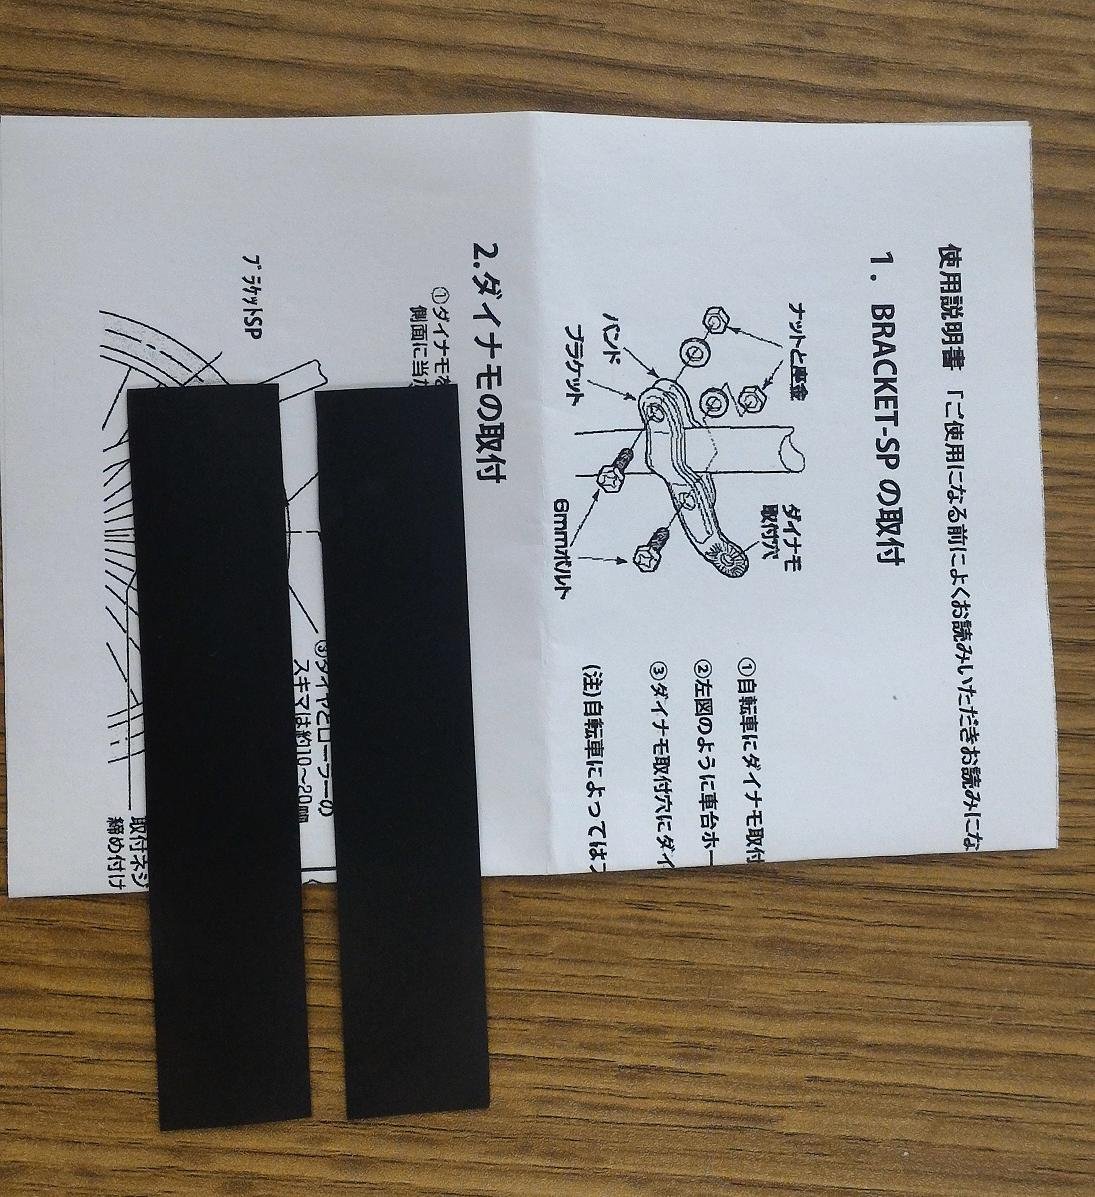 使用説明書 「ご使用になる前によくお読みいただきお読みにな
1. BRACKET-SP の取付
ナットと座金
バンド
ブラケット
ダイナモ
取付穴
6mmボルト
①自転車にダイナモ取付
②左図のように車台ホー
③ダイナモ取付穴にダイ
(注)自転車によっては
2.ダイナモの取付
①ダイナモを
側面に当
ブラケットSP
③タイヤとローラーの
スキマは約10~20㎜
取付ネジ
締め付け